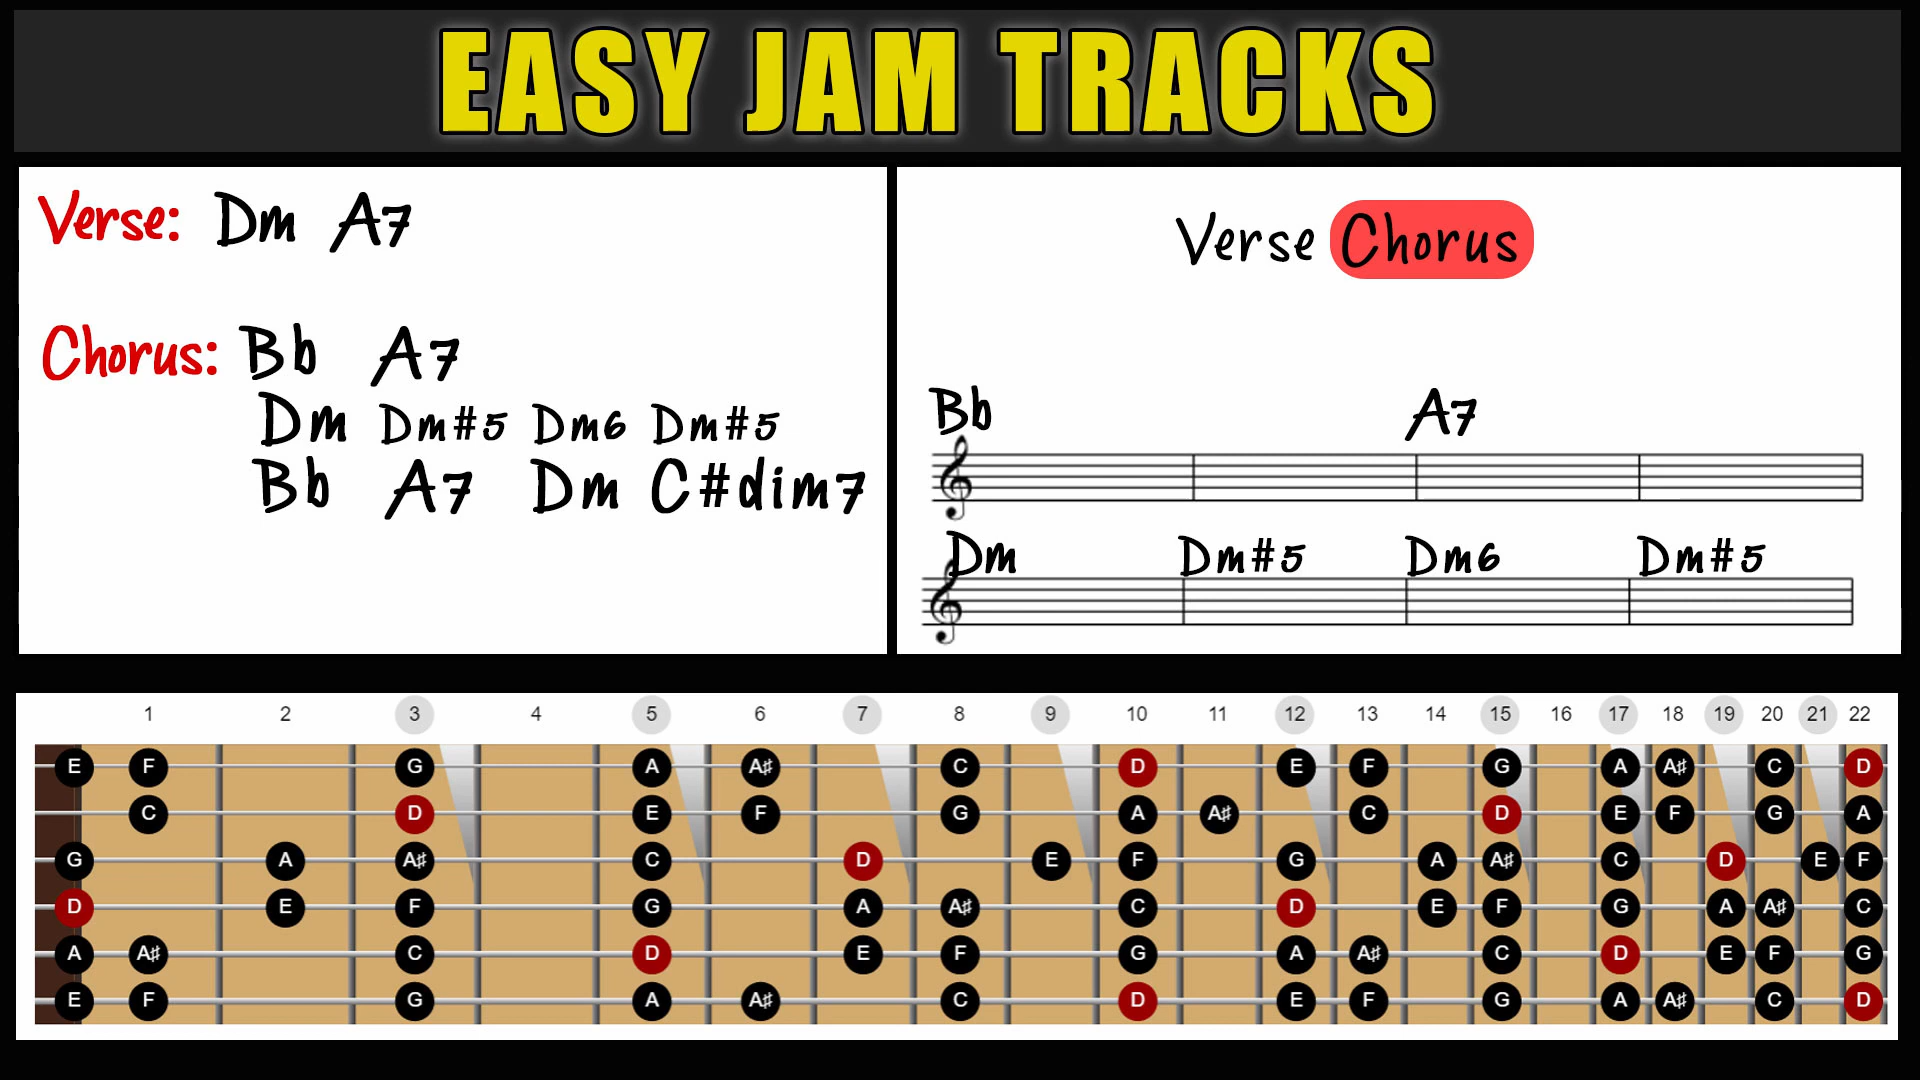 EASY JAM TRACKS
Verse: Dm A7
Chorus: Bb A7
Dm Dm#5 Dm6 Dm#5
Bb A7 Dm C#dim7
Verse Chorus
Bb A7
Dm Dm#5 Dm6 Dm#5
1 2 3 4 5 6 7 8 9 10 11 12 13 14 15 16 17 18 19 20 21 22
E F G A A♯ C D E F G A A♯ C D
C D E F G A A♯ C D E F G A
G A A♯ C D E F G A A♯ C D E F
D E F G A A♯ C D E F G A A♯ C
A A♯ C D E F G A A♯ C D E F G
E F G A A♯ C D E F G A A♯ C D